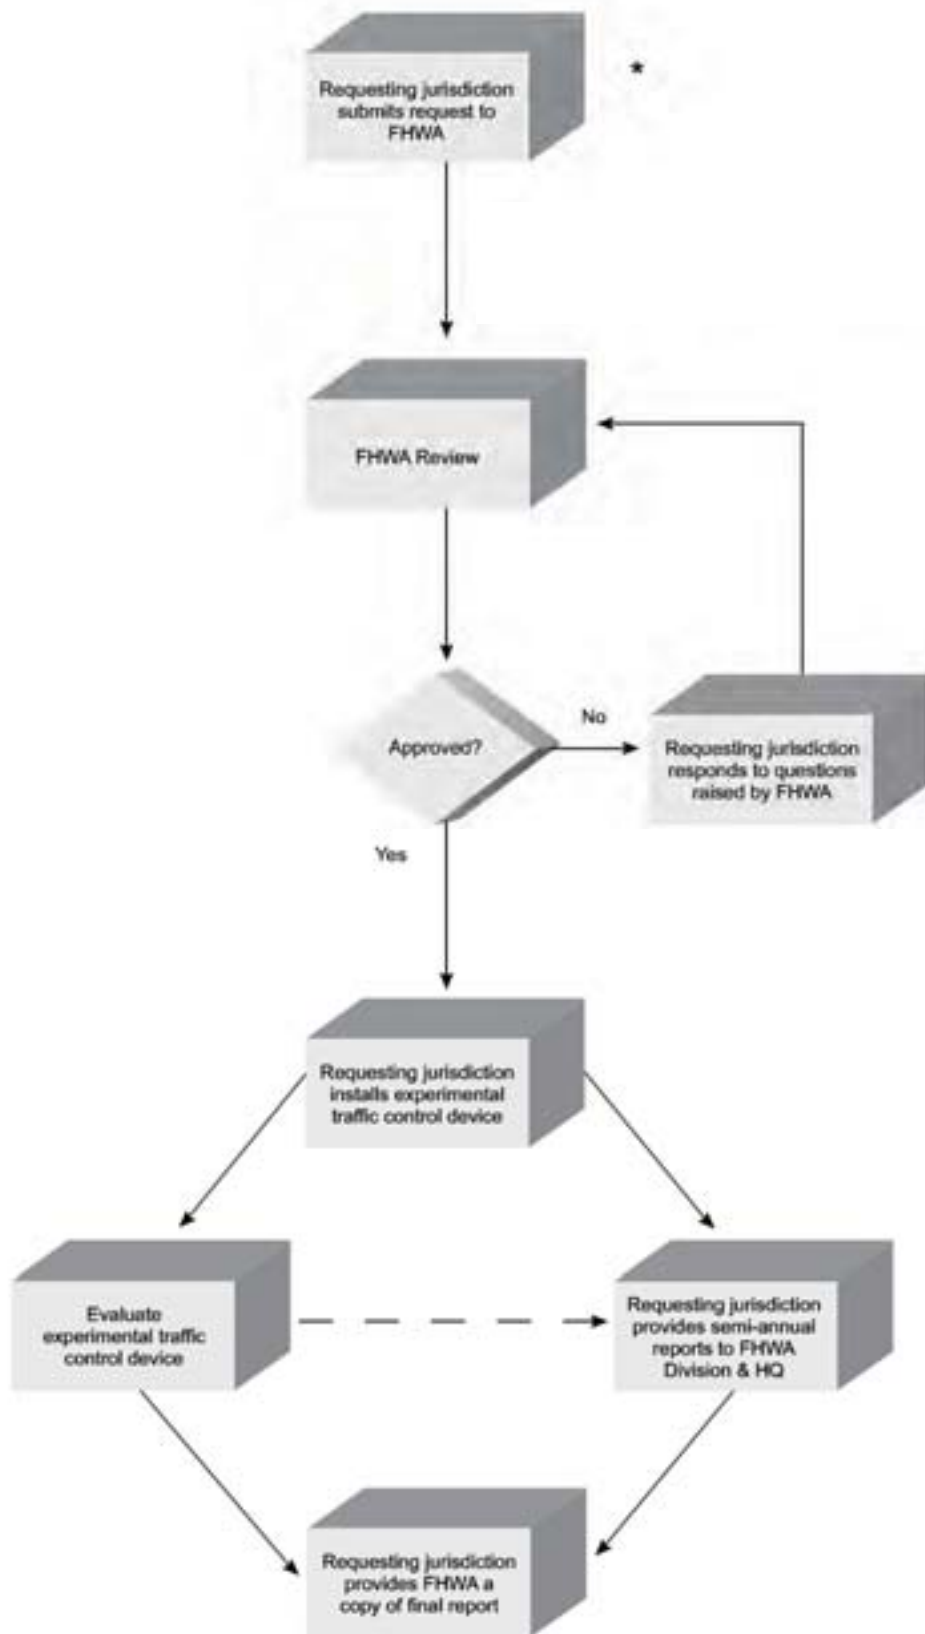 Requesting jurisdiction
submits request to
FHWA
*
FHWA Review
Approved?
No
Requesting jurisdiction
responds to questions
raised by FHWA
Yes
Requesting jurisdiction
installs experimental
traffic control device
Evaluate
experimental traffic
control device
Requesting jurisdiction
provides semi-annual
reports to FHWA
Division & HQ
Requesting jurisdiction
provides FHWA a
copy of final report